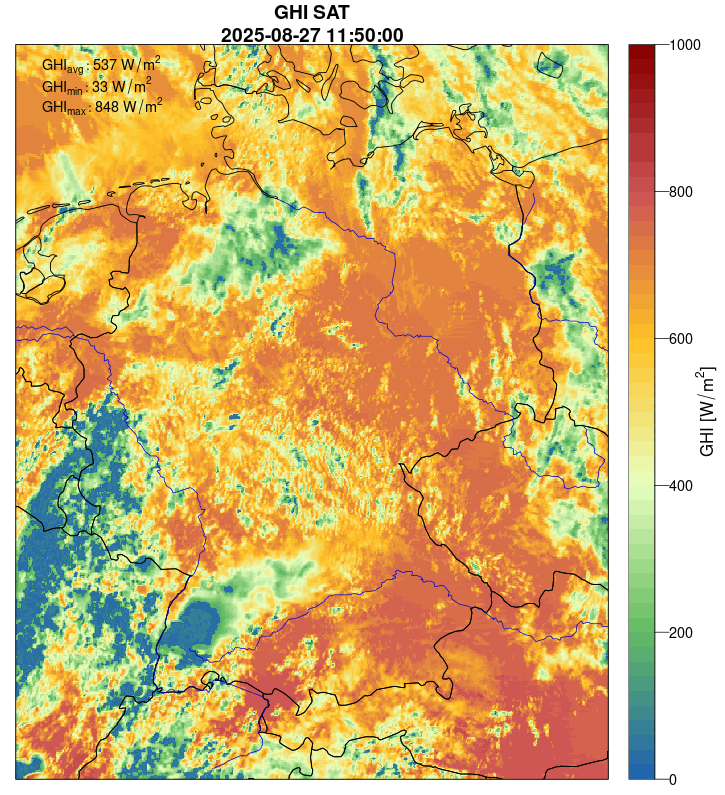 GHI SAT
2025-08-27 11:50:00
GHIavg : 537 W/m2
GHImin : 33 W/m2
GHImax : 848 W/m2
1000
800
600
400
200
0
GHI [W/m2]